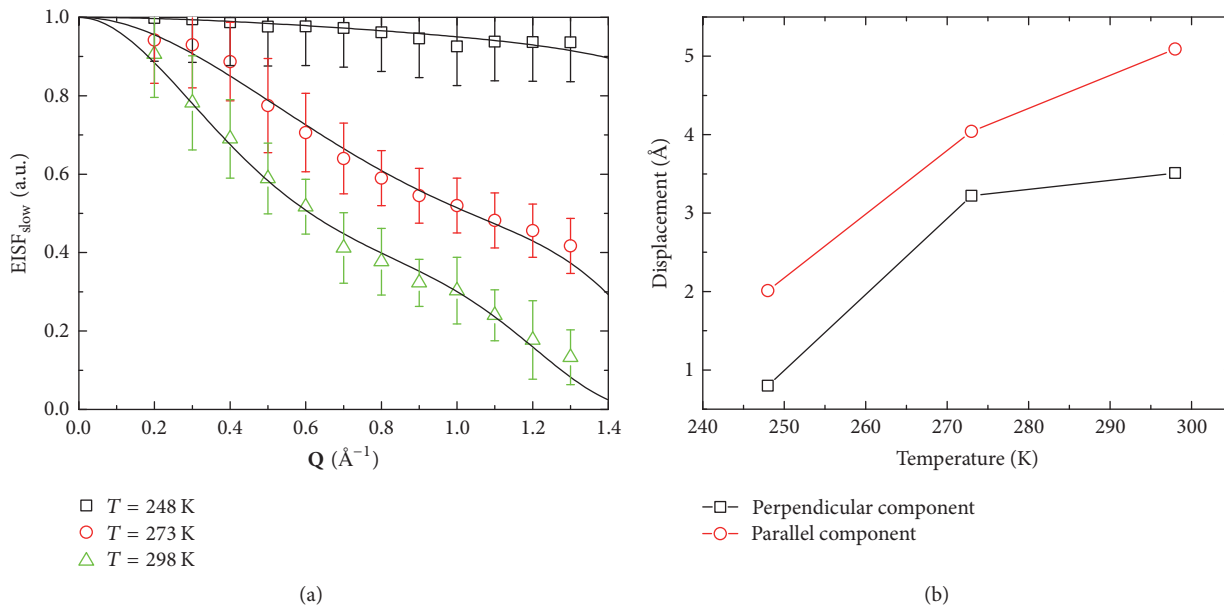 1.0
0.8
0.6
0.4
0.2
0.0
EISF_slow (a.u.)
0.0 0.2 0.4 0.6 0.8 1.0 1.2 1.4
Q (Å⁻¹)
T = 248 K
T = 273 K
T = 298 K
(a)
5
4
3
2
1
Displacement (Å)
240 250 260 270 280 290 300
Temperature (K)
Perpendicular component
Parallel component
(b)